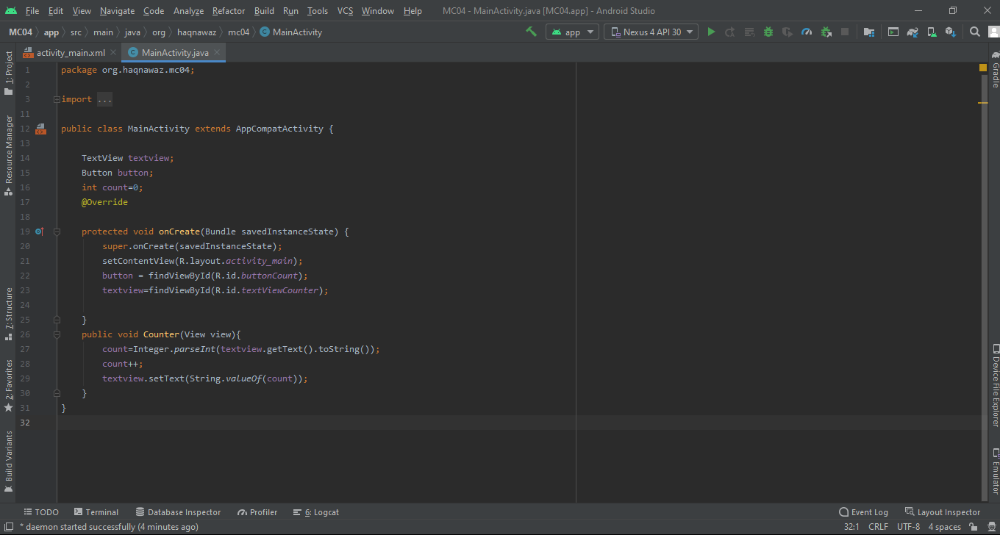 File Edit View Navigate Code Analyze Refactor Build Run Tools VCS Window Help MC04 - MainActivity.java [MC04.app] - Android Studio
MC04 app src main java org haqnawaz mc04 MainActivity app Nexus 4 API 30
activity_main.xml MainActivity.java
1: Project
Resource Manager
7: Structure
2: Favorites
Build Variants
1 package org.haqnawaz.mc04;
2
3 import ...
11
12 public class MainActivity extends AppCompatActivity {
13
14 TextView textview;
15 Button button;
16 int count=0;
17 @Override
18
19 protected void onCreate(Bundle savedInstanceState) {
20 super.onCreate(savedInstanceState);
21 setContentView(R.layout.activity_main);
22 button = findViewById(R.id.buttonCount);
23 textview=findViewById(R.id.textViewCounter);
24
25 }
26 public void Counter(View view){
27 count=Integer.parseInt(textview.getText().toString());
28 count++;
29 textview.setText(String.valueOf(count));
30 }
31 }
32
Gradle
Device File Explorer
Emulator
TODO Terminal Database Inspector Profiler 6: Logcat Event Log Layout Inspector
* daemon started successfully (4 minutes ago) 32:1 CRLF UTF-8 4 spaces